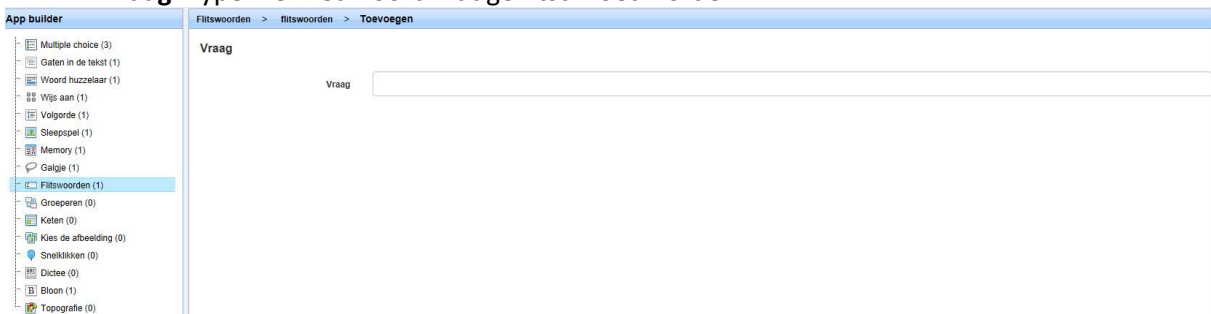 App builder
Flitswoorden > flitswoorden > Toevoegen
Multiple choice (3)
Gaten in de tekst (1)
Woord huzzelaar (1)
Wijs aan (1)
Volgorde (1)
Sleepspel (1)
Memory (1)
Galgje (1)
Flitswoorden (1)
Groeperen (0)
Keten (0)
Kies de afbeelding (0)
Snelklikken (0)
Dictee (0)
Bloon (1)
Topografie (0)
Vraag
Vraag